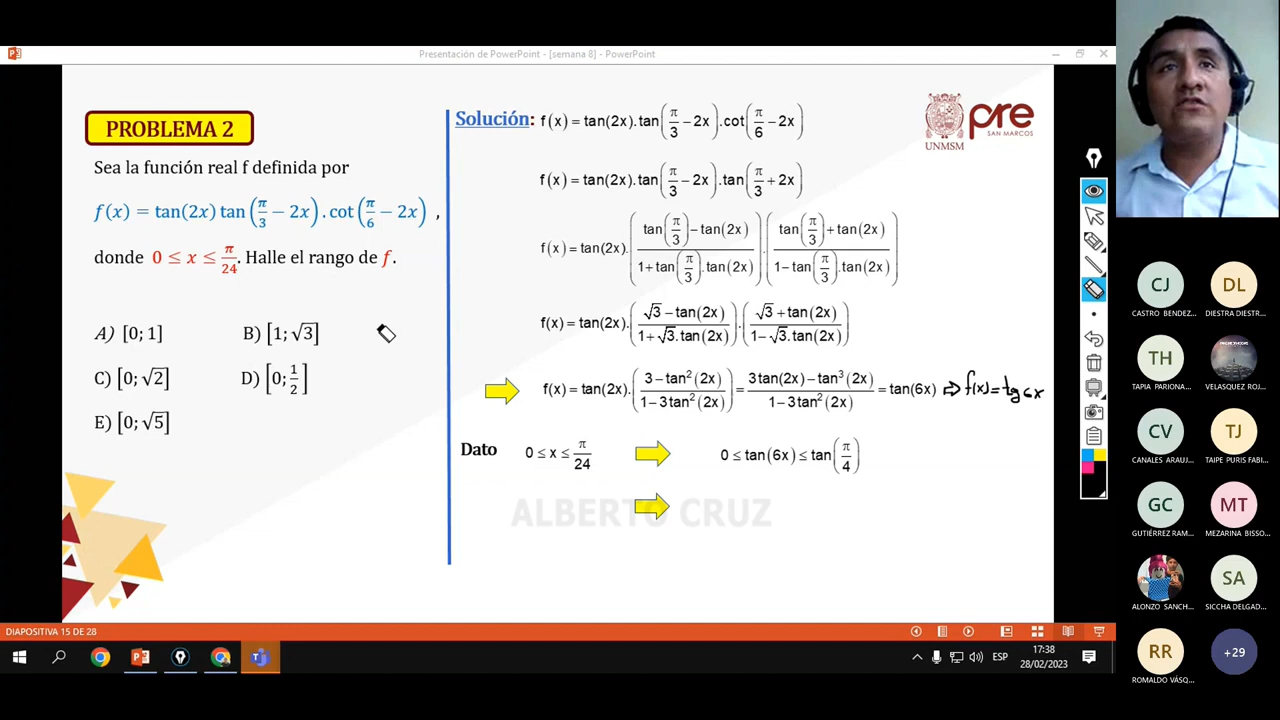 Presentación de PowerPoint - [semana 8] - PowerPoint
PROBLEMA 2
Sea la función real f definida por
f(x) = tan(2x) tan(π/3 − 2x) . cot(π/6 − 2x) ,
donde 0 ≤ x ≤ π/24. Halle el rango de f.
A) [0; 1]
B) [1; √3]
C) [0; √2]
D) [0; 1/2]
E) [0; √5]
Solución: f(x) = tan(2x).tan(π/3 − 2x).cot(π/6 − 2x)
f(x) = tan(2x).tan(π/3 − 2x).tan(π/3 + 2x)
f(x) = tan(2x).((tan(π/3) − tan(2x))/(1 + tan(π/3).tan(2x))).((tan(π/3) + tan(2x))/(1 − tan(π/3).tan(2x)))
f(x) = tan(2x).((√3 − tan(2x))/(1 + √3.tan(2x))).((√3 + tan(2x))/(1 − √3.tan(2x)))
f(x) = tan(2x).((3 − tan²(2x))/(1 − 3tan²(2x))) = (3tan(2x) − tan³(2x))/(1 − 3tan²(2x)) = tan(6x) ⇒ f(x) = tg 6x
Dato 0 ≤ x ≤ π/24 0 ≤ tan(6x) ≤ tan(π/4)
ALBERTO CRUZ
UNMSM
pre
SAN MARCOS
DIAPOSITIVA 15 DE 28
ESP
17:38
28/02/2023
CJ
CASTRO BENDEZ...
DL
DIESTRA DIESTR...
TH
TAPIA PARIONA...
VELASQUEZ ROJ...
CV
CANALES ARAUJ...
TJ
TAIPE PURIS FABI...
GC
GUTIÉRREZ RAM...
MT
MEZARINA BISSO...
ALONZO SANCH...
SA
SICCHA DELGAD...
RR
ROMALDO VÁSQ...
+29